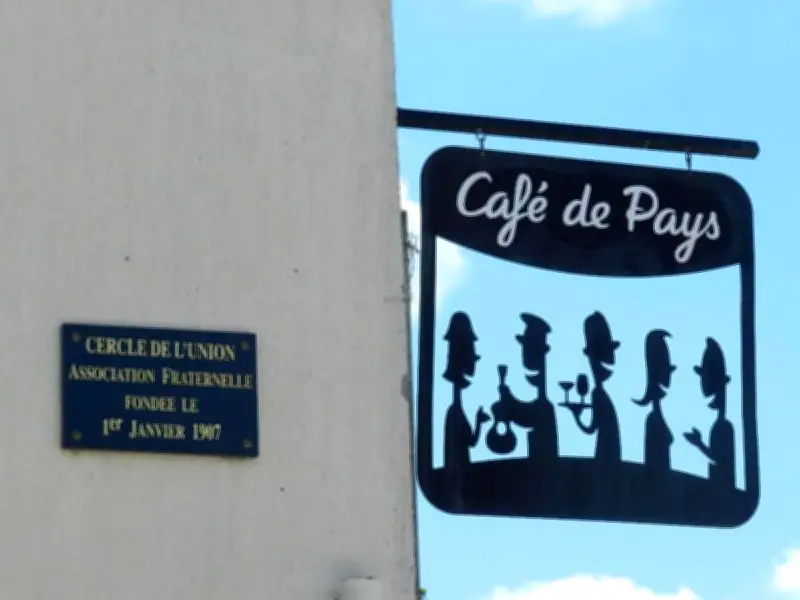 CERCLE DE L'UNION
ASSOCIATION FRATERNELLE
FONDEE LE
1er JANVIER 1907
Café de Pays